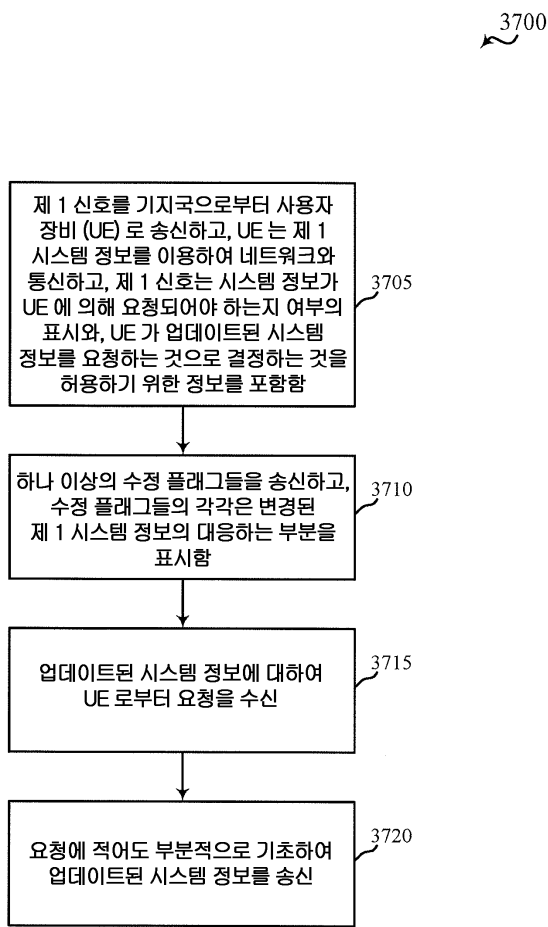 3700
제 1 신호를 기지국으로부터 사용자
장비 (UE) 로 송신하고, UE 는 제 1
시스템 정보를 이용하여 네트워크와
통신하고, 제 1 신호는 시스템 정보가
UE 에 의해 요청되어야 하는지 여부의
표시와, UE 가 업데이트된 시스템
정보를 요청하는 것으로 결정하는 것을
허용하기 위한 정보를 포함함
3705
하나 이상의 수정 플래그들을 송신하고,
수정 플래그들의 각각은 변경된
제 1 시스템 정보의 대응하는 부분을
표시함
3710
업데이트된 시스템 정보에 대하여
UE 로부터 요청을 수신
3715
요청에 적어도 부분적으로 기초하여
업데이트된 시스템 정보를 송신
3720